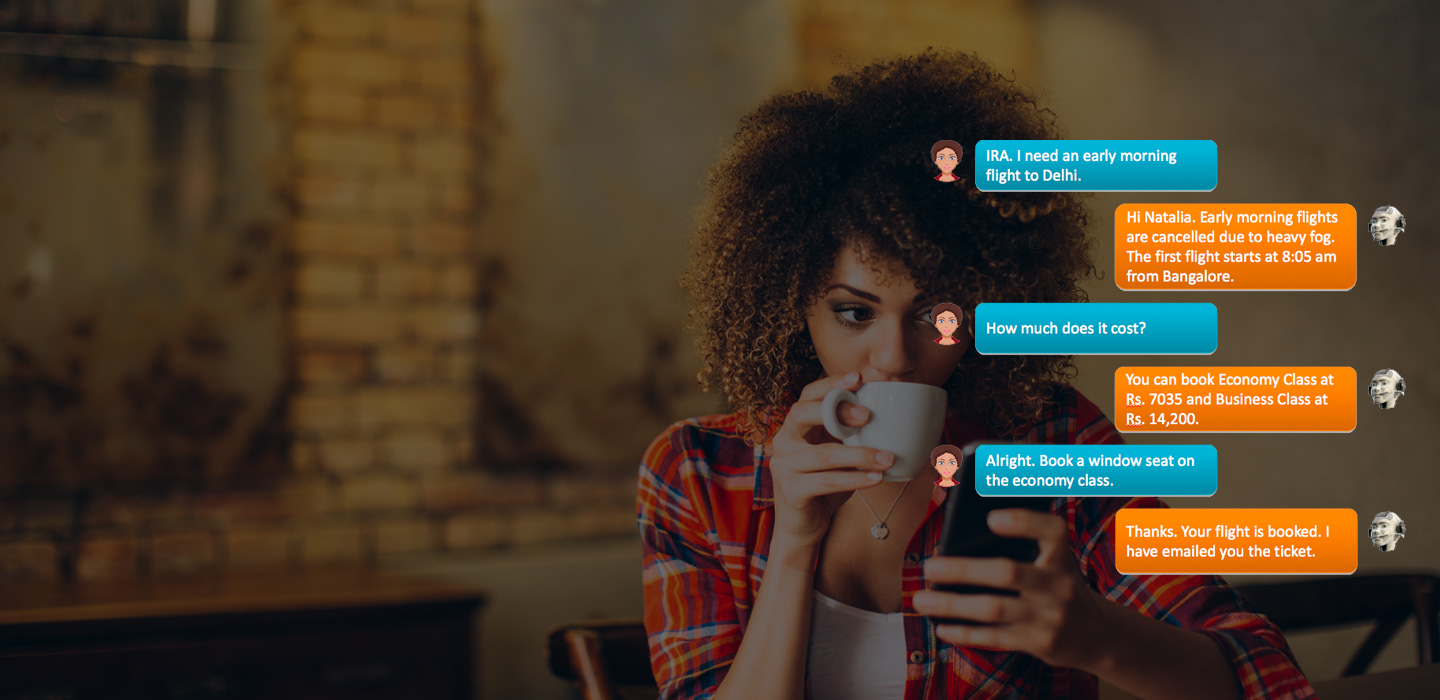 IRA. I need an early morning
flight to Delhi.
Hi Natalia. Early morning flights
are cancelled due to heavy fog.
The first flight starts at 8:05 am
from Bangalore.
How much does it cost?
You can book Economy Class at
Rs. 7035 and Business Class at
Rs. 14,200.
Alright. Book a window seat on
the economy class.
Thanks. Your flight is booked. I
have emailed you the ticket.